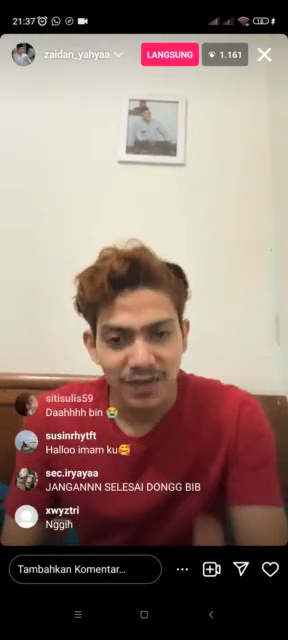 21:37
zaidan_yahyaa
LANGSUNG
1.161
sitisulis59
Daahhhh bin 😭
susinrhytft
Halloo imam ku🥰
sec.iryayaa
JANGANNN SELESAI DONGG BIB
xwyztri
Nggih
Tambahkan Komentar...